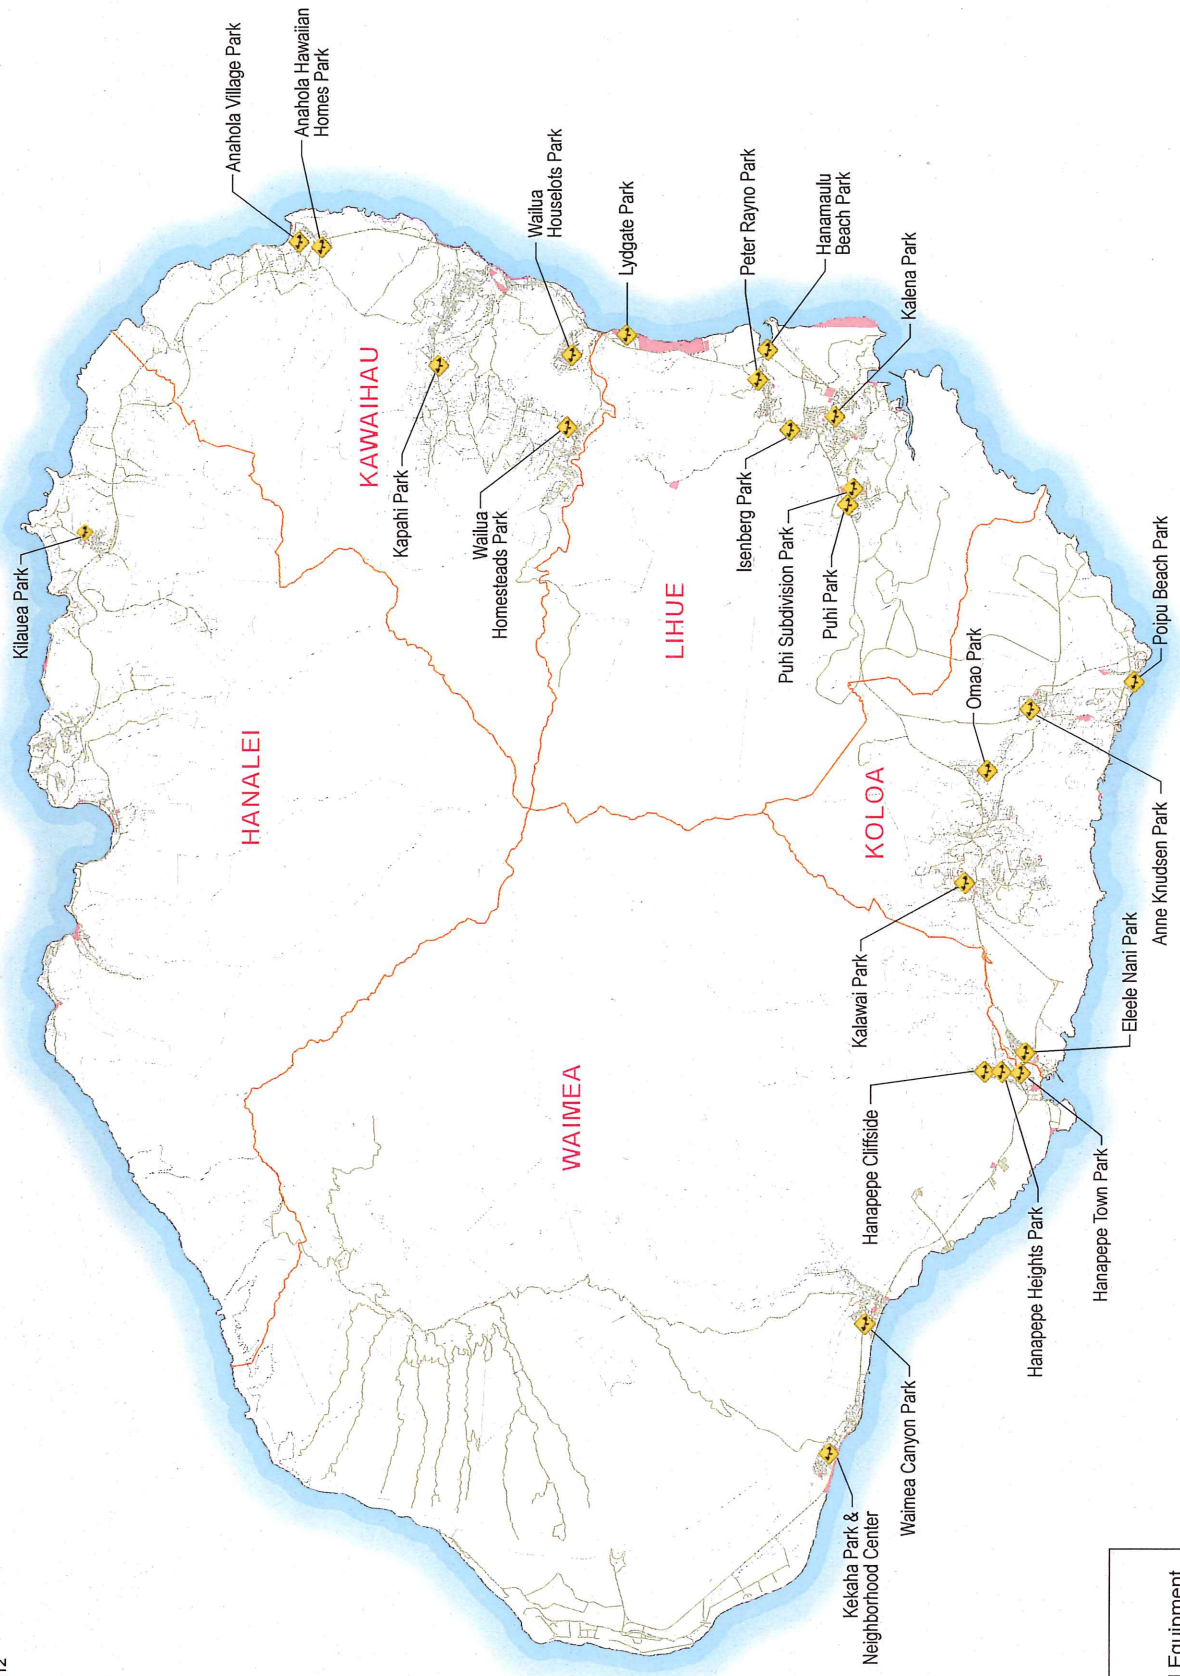 Kilauea Park
Anahola Village Park
Anahola Hawaiian
Homes Park
HANALEI
KAWAIHAU
Kapahi Park
Wailua
Homesteads Park
Wailua
Houselots Park
Lydgate Park
Peter Rayno Park
Hanamaulu
Beach Park
Kalena Park
LIHUE
Isenberg Park
Puhi Subdivision Park
Puhi Park
Omao Park
Poipu Beach Park
KOLOA
Anne Knudsen Park
Kalawai Park
Eleele Nani Park
WAIMEA
Hanapepe Cliffside
Hanapepe Heights Park
Hanapepe Town Park
Waimea Canyon Park
Kekaha Park &
Neighborhood Center
Equipment
12